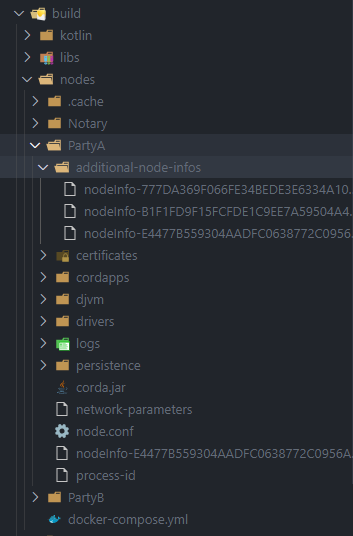 build
kotlin
libs
nodes
.cache
Notary
PartyA
additional-node-infos
nodeInfo-777DA369F066FE34BEDE3E6334A10...
nodeInfo-B1F1FD9F15FCFDE1C9EE7A59504A4...
nodeInfo-E4477B559304AADFC0638772C0956...
certificates
cordapps
djvm
drivers
logs
persistence
corda.jar
network-parameters
node.conf
nodeInfo-E4477B559304AADFC0638772C0956A...
process-id
PartyB
docker-compose.yml